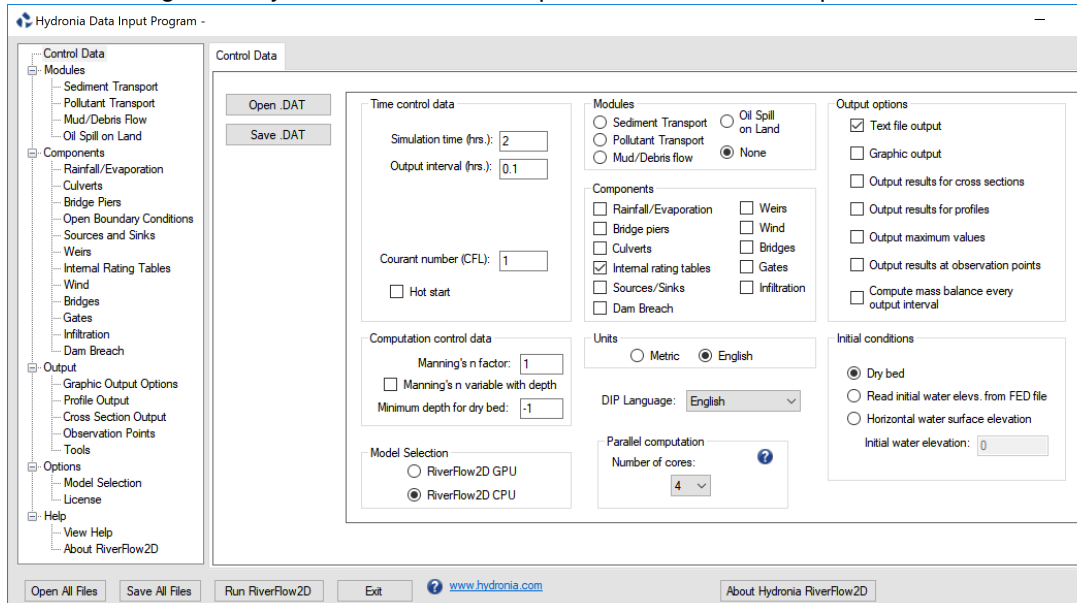 Hydronia Data Input Program -
Control Data
Modules
Sediment Transport
Pollutant Transport
Mud/Debris Flow
Oil Spill on Land
Components
Rainfall/Evaporation
Culverts
Bridge Piers
Open Boundary Conditions
Sources and Sinks
Weirs
Internal Rating Tables
Wind
Bridges
Gates
Infiltration
Dam Breach
Output
Graphic Output Options
Profile Output
Cross Section Output
Observation Points
Tools
Options
Model Selection
License
Help
View Help
About RiverFlow2D
Control Data
Open .DAT
Save .DAT
Time control data
Simulation time (hrs.): 2
Output interval (hrs.): 0.1
Courant number (CFL): 1
Hot start
Computation control data
Manning's n factor: 1
Manning's n variable with depth
Minimum depth for dry bed: -1
Model Selection
RiverFlow2D GPU
RiverFlow2D CPU
Modules
Sediment Transport
Pollutant Transport
Mud/Debris flow
Oil Spill
on Land
None
Components
Rainfall/Evaporation
Bridge piers
Culverts
Internal rating tables
Sources/Sinks
Dam Breach
Weirs
Wind
Bridges
Gates
Infiltration
Units
Metric
English
DIP Language: English
Parallel computation
Number of cores:
4
Output options
Text file output
Graphic output
Output results for cross sections
Output results for profiles
Output maximum values
Output results at observation points
Compute mass balance every
output interval
Initial conditions
Dry bed
Read initial water elevs. from FED file
Horizontal water surface elevation
Initial water elevation: 0
Open All Files
Save All Files
Run RiverFlow2D
Exit
www.hydronia.com
About Hydronia RiverFlow2D